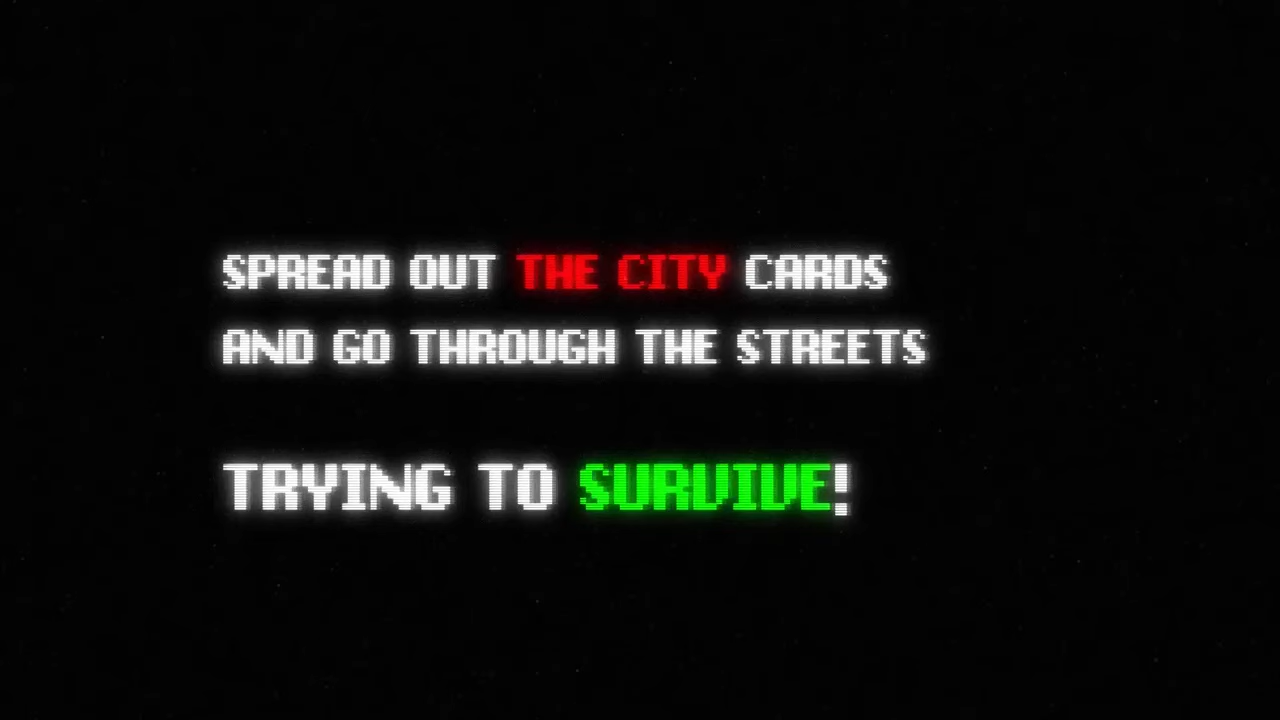 SPREAD OUT THE CITY CARDS
AND GO THROUGH THE STREETS
TRYING TO SURVIVE!